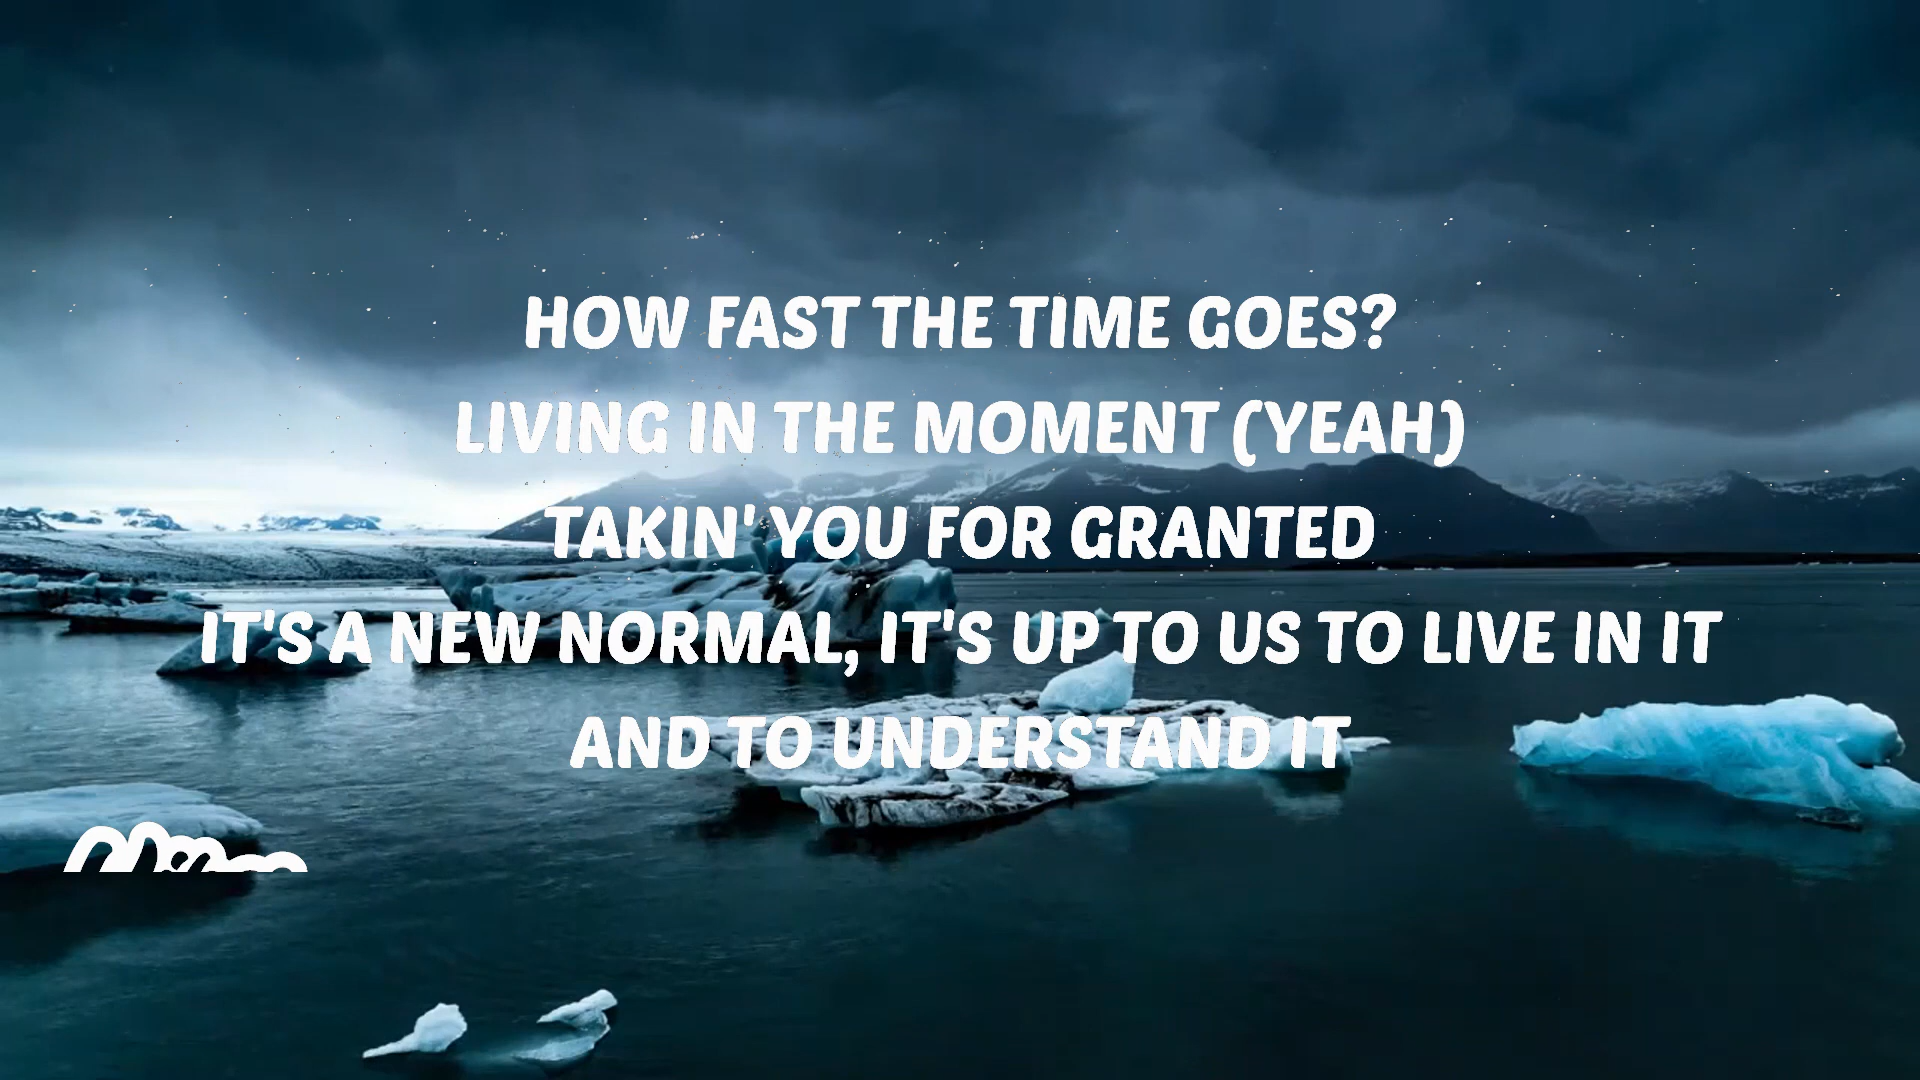 HOW FAST THE TIME GOES?
LIVING IN THE MOMENT (YEAH)
TAKIN' YOU FOR GRANTED
IT'S A NEW NORMAL, IT'S UP TO US TO LIVE IN IT
AND TO UNDERSTAND IT